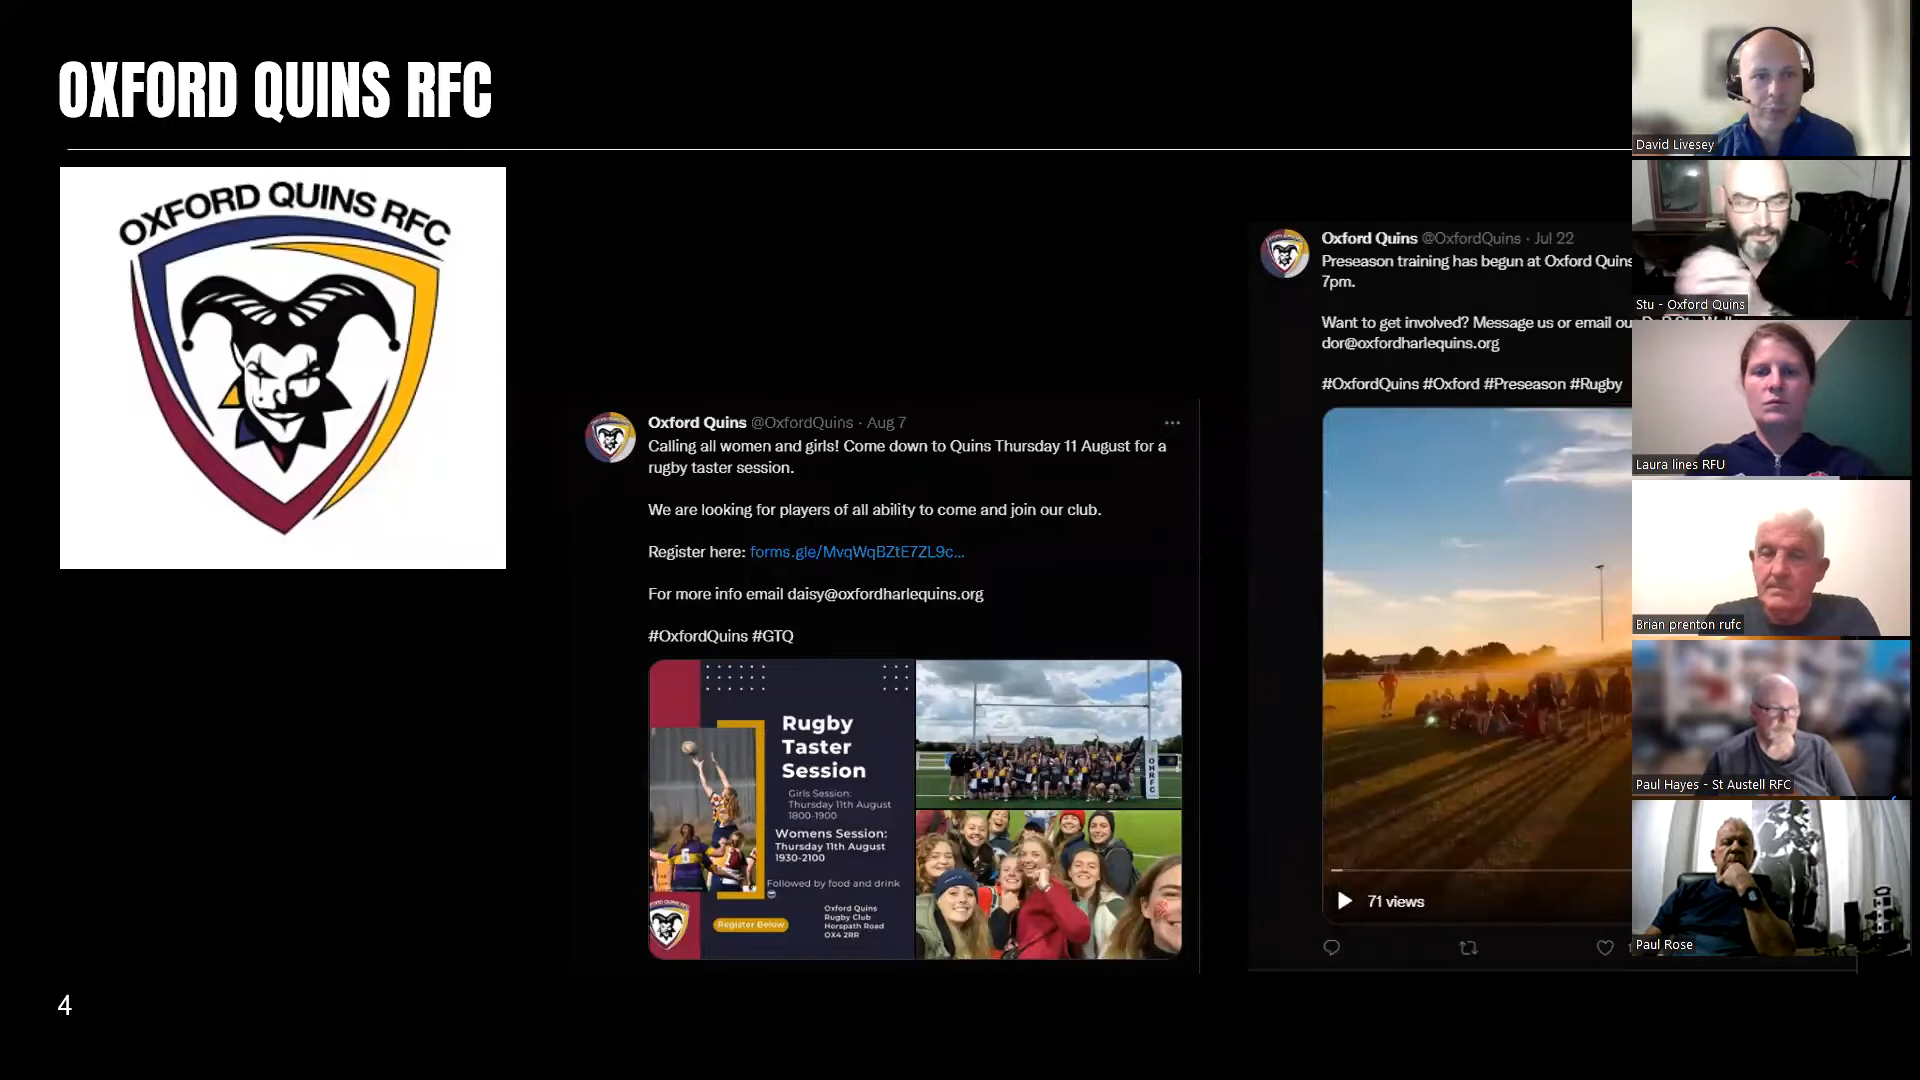 OXFORD QUINS RFC
OXFORD QUINS RFC
Oxford Quins @OxfordQuins · Aug 7
Calling all women and girls! Come down to Quins Thursday 11 August for a
rugby taster session.
We are looking for players of all ability to come and join our club.
Register here: forms.gle/MvqWqBZtE7ZL9c...
For more info email daisy@oxfordharlequins.org
#OxfordQuins #GTQ
Rugby
Taster
Session
Girls Session:
Thursday 11th August
1800-1900
Womens Session:
Thursday 11th August
1930-2100
Followed by food and drink
Register Below
Oxford Quins
Rugby Club
Horspath Road
OX4 2RR
OHRFC
Oxford Quins @OxfordQuins · Jul 22
Preseason training has begun at Oxford Quins
7pm.
Want to get involved? Message us or email ou
dor@oxfordharlequins.org
#OxfordQuins #Oxford #Preseason #Rugby
71 views
David Livesey
Stu - Oxford Quins
Laura lines RFU
Brian prenton rufc
Paul Hayes - St Austell RFC
Paul Rose
4